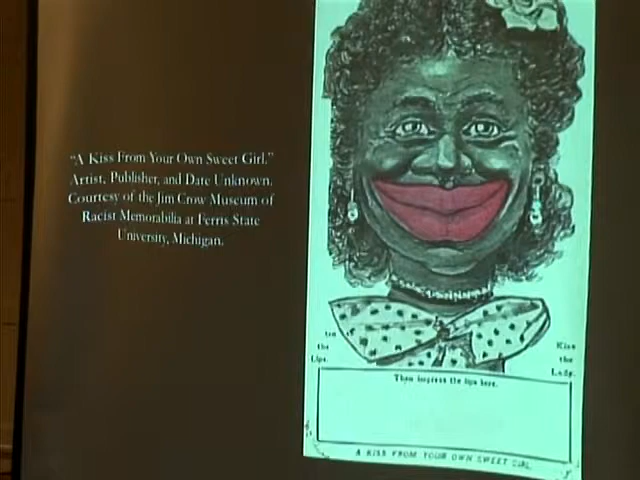 "A Kiss From Your Own Sweet Girl."
Artist, Publisher, and Date Unknown.
Courtesy of the Jim Crow Museum of
Racist Memorabilia at Ferris State
University, Michigan.
the
Lips.
Kiss
the
Lady.
Then impress the lips here.
A KISS FROM YOUR OWN SWEET GIRL.